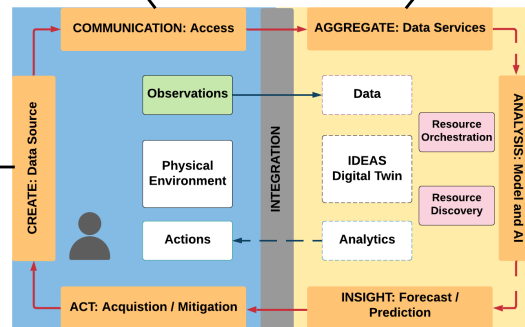 COMMUNICATION: Access
AGGREGATE: Data Services
CREATE: Data Source
Observations
Physical
Environment
Actions
INTEGRATION
Data
IDEAS
Digital Twin
Analytics
Resource
Orchestration
Resource
Discovery
ANALYSIS: Model and AI
ACT: Acquistion / Mitigation
INSIGHT: Forecast /
Prediction